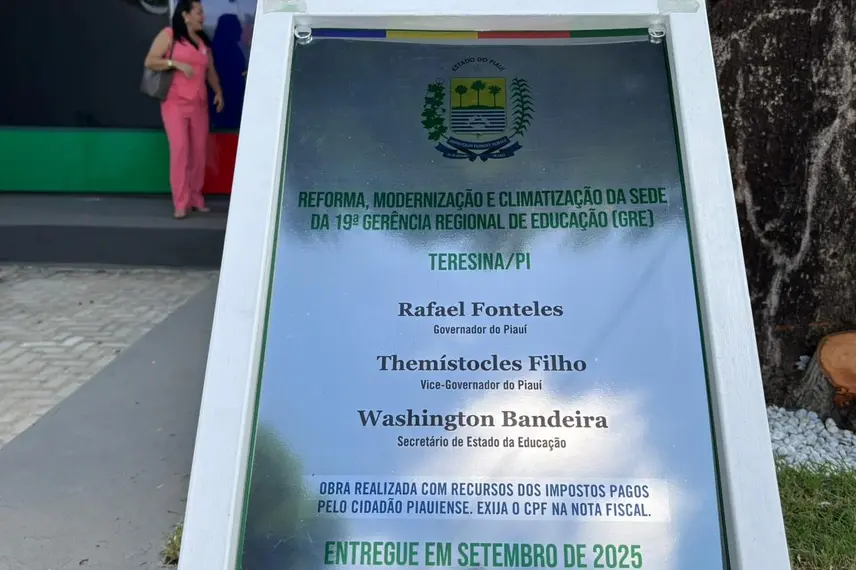 ESTADO DO PIAUÍ
REFORMA, MODERNIZAÇÃO E CLIMATIZAÇÃO DA SEDE
DA 19ª GERÊNCIA REGIONAL DE EDUCAÇÃO (GRE)
TERESINA/PI
Rafael Fonteles
Governador do Piauí
Themístocles Filho
Vice-Governador do Piauí
Washington Bandeira
Secretário de Estado da Educação
OBRA REALIZADA COM RECURSOS DOS IMPOSTOS PAGOS
PELO CIDADÃO PIAUIENSE. EXIJA O CPF NA NOTA FISCAL.
ENTREGUE EM SETEMBRO DE 2025